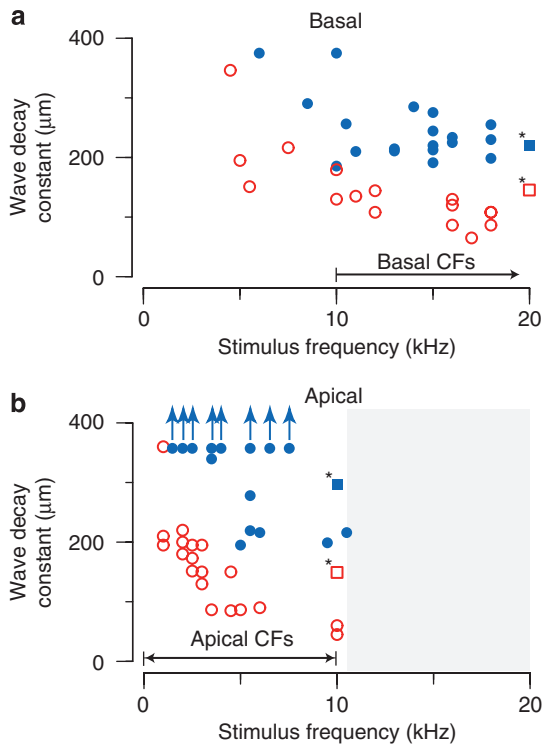 a
Basal
400
200
0
Wave decay
constant (μm)
*
*
Basal CFs
0
10
20
Stimulus frequency (kHz)
b
Apical
400
200
0
Wave decay
constant (μm)
*
*
Apical CFs
0
10
20
Stimulus frequency (kHz)